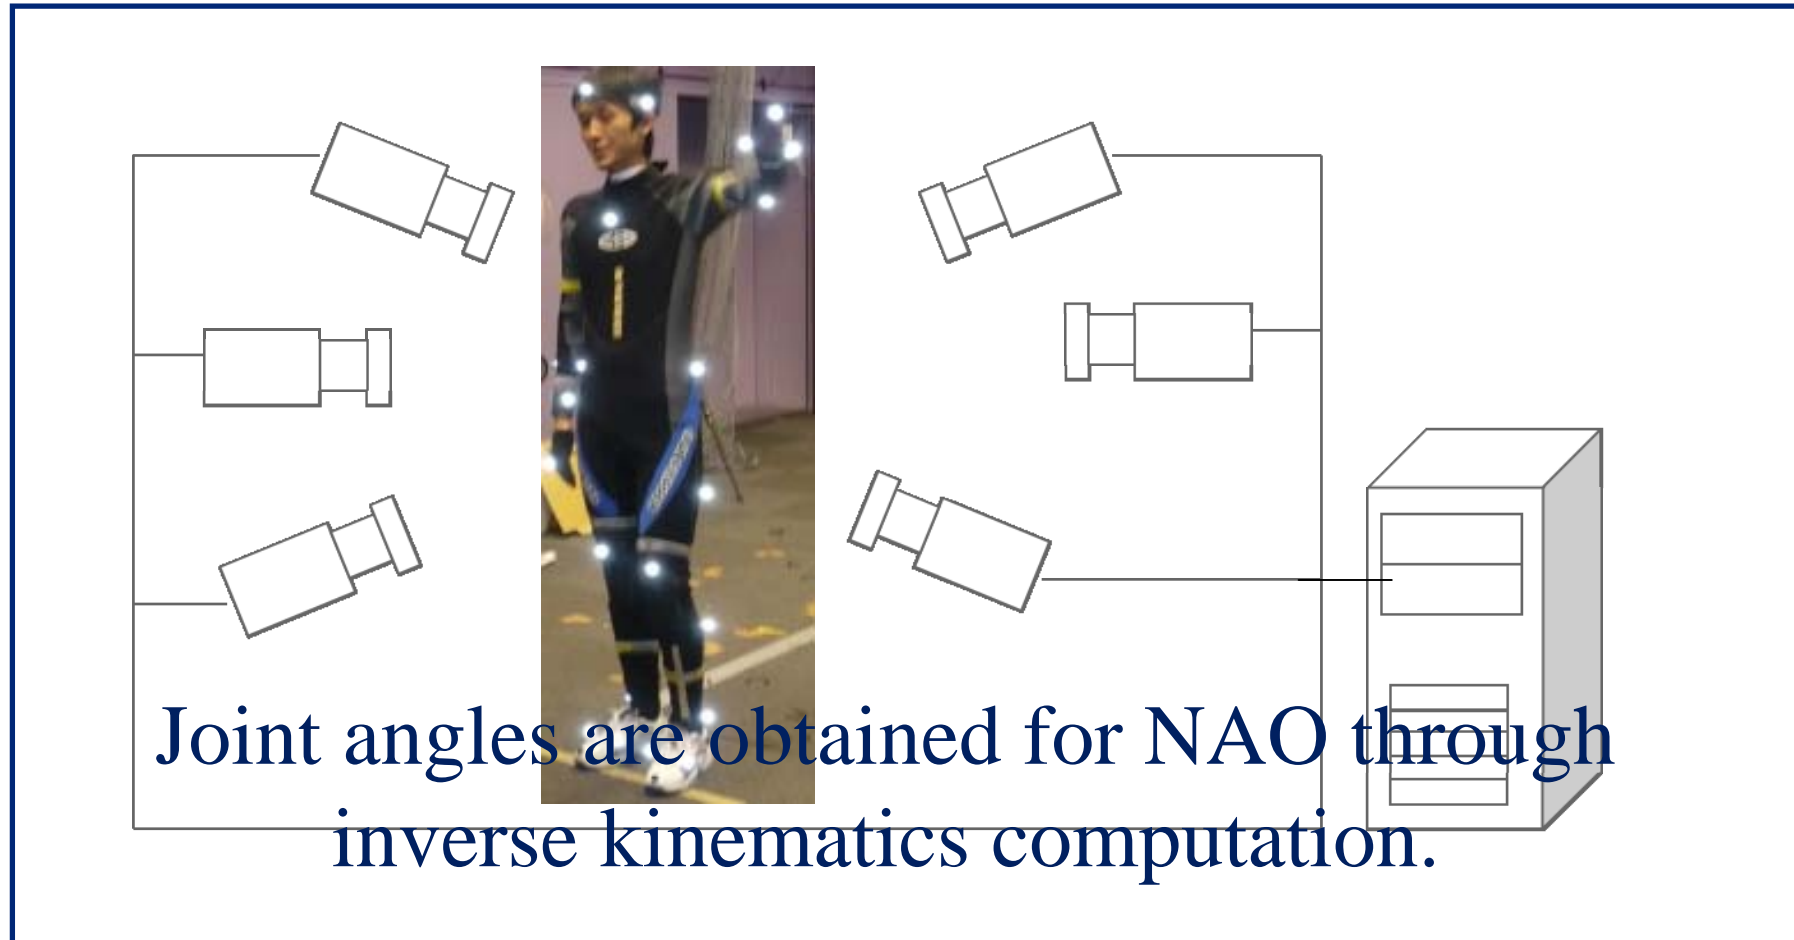 Joint angles are obtained for NAO through
inverse kinematics computation.